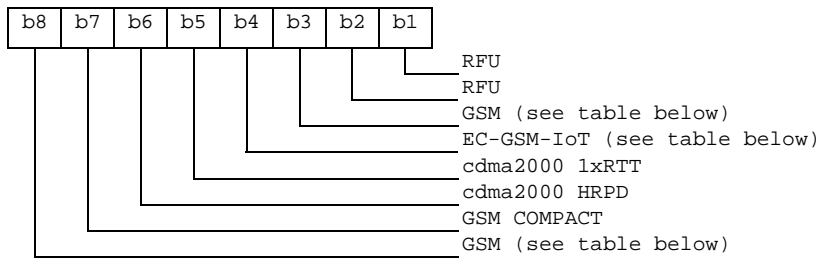 b8 b7 b6 b5 b4 b3 b2 b1
RFU
RFU
GSM (see table below)
EC-GSM-IoT (see table below)
cdma2000 1xRTT
cdma2000 HRPD
GSM COMPACT
GSM (see table below)